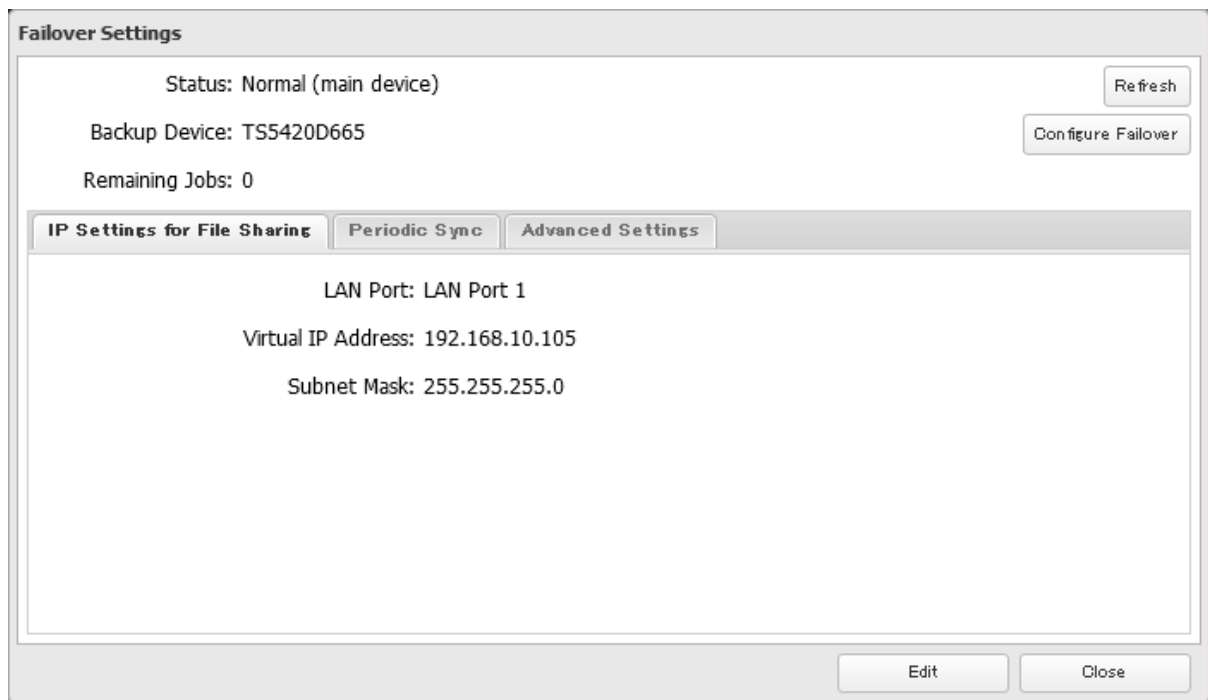 Failover Settings
Status: Normal (main device)
Refresh
Backup Device: TS5420D665
Configure Failover
Remaining Jobs: 0
IP Settings for File Sharing Periodic Sync Advanced Settings
LAN Port: LAN Port 1
Virtual IP Address: 192.168.10.105
Subnet Mask: 255.255.255.0
Edit Close